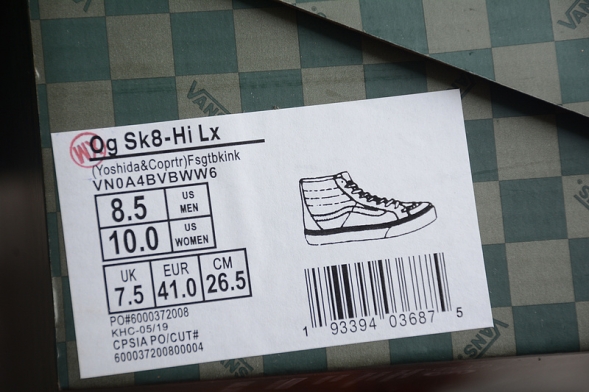 Og Sk8-Hi Lx
(Yoshida&Coprtr)Fsgtbkink
VN0A4BVBWW6
8.5 US MEN
10.0 US WOMEN
UK EUR CM
7.5 41.0 26.5
PO#6000372008
KHC-05/19
CPSIA PO/CUT#
600037200800004
1 93394 03687 5
VANS
VANS